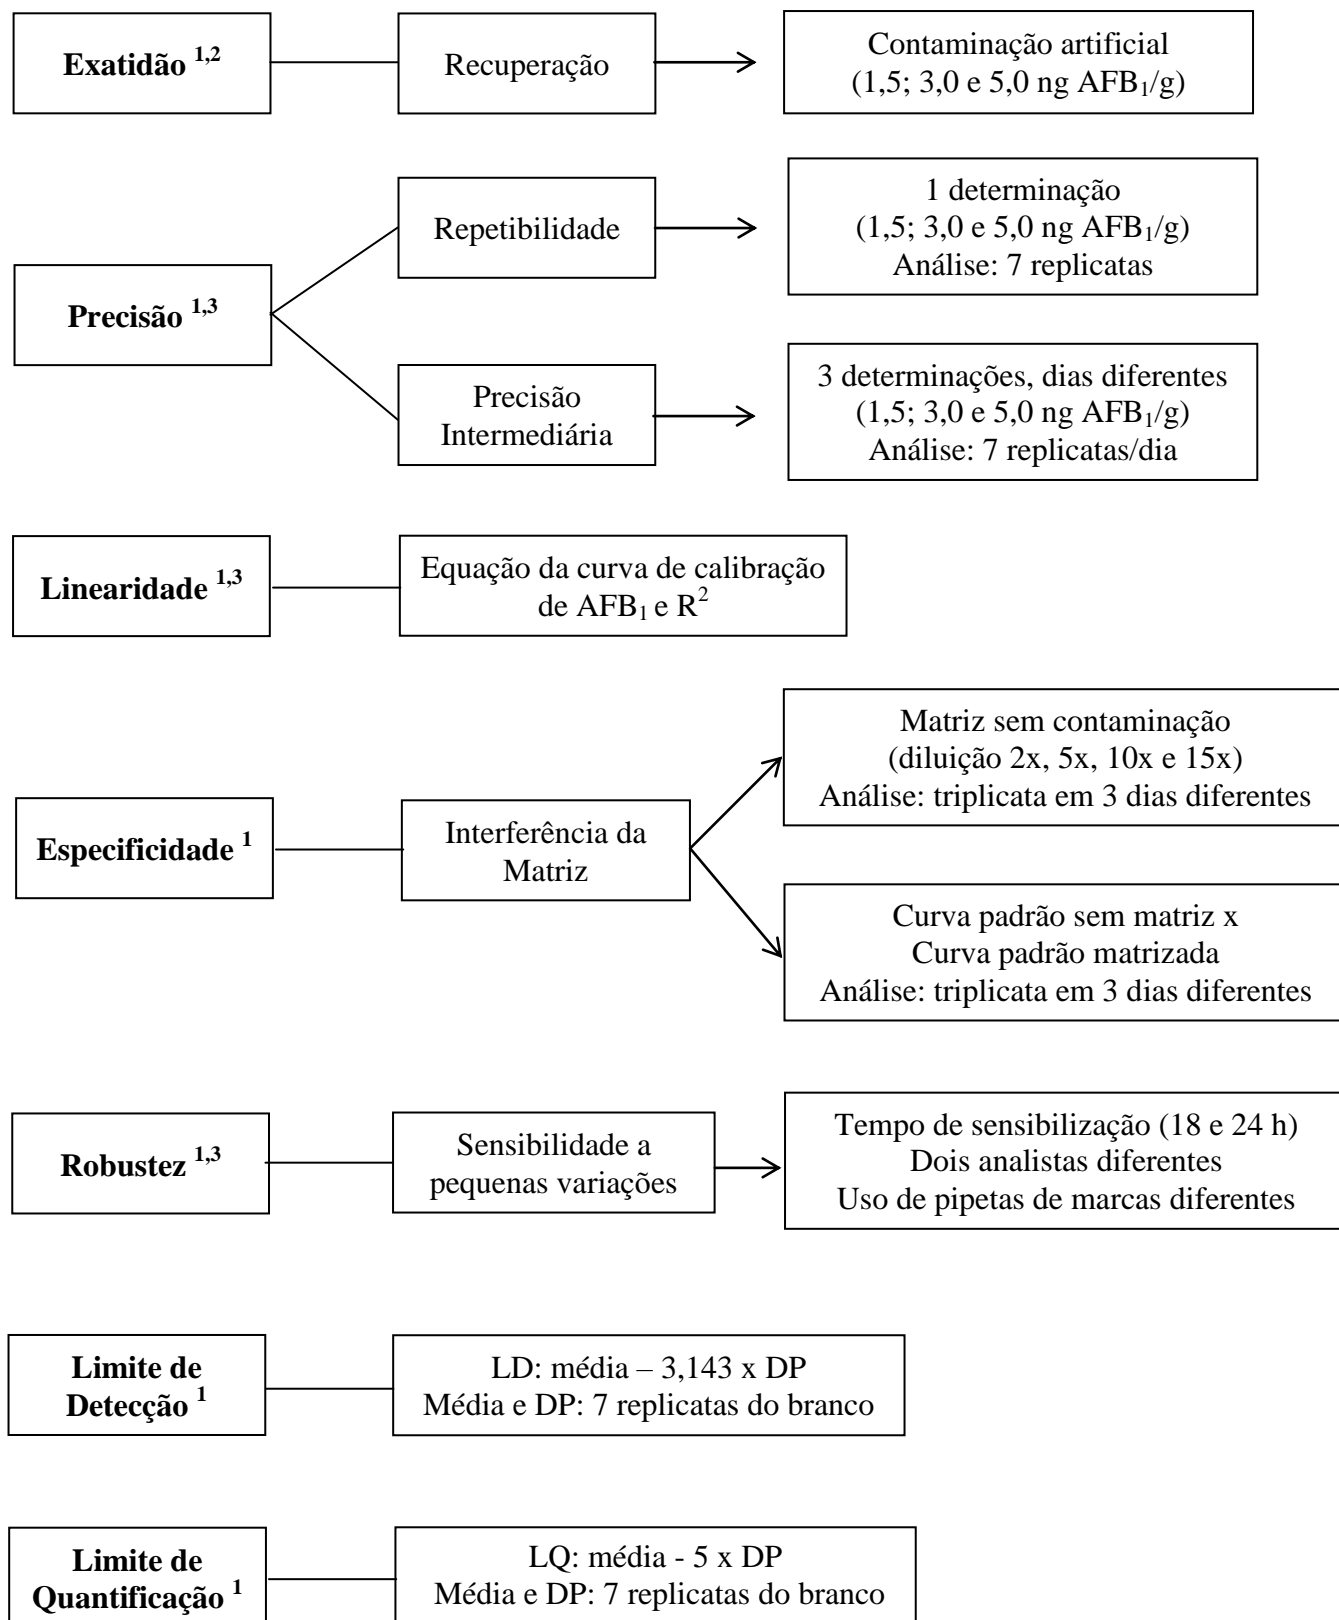 Exatidão 1,2
Recuperação
Contaminação artificial
(1,5; 3,0 e 5,0 ng AFB1/g)
Precisão 1,3
Repetibilidade
1 determinação
(1,5; 3,0 e 5,0 ng AFB1/g)
Análise: 7 replicatas
Precisão
Intermediária
3 determinações, dias diferentes
(1,5; 3,0 e 5,0 ng AFB1/g)
Análise: 7 replicatas/dia
Linearidade 1,3
Equação da curva de calibração
de AFB1 e R2
Especificidade 1
Interferência da
Matriz
Matriz sem contaminação
(diluição 2x, 5x, 10x e 15x)
Análise: triplicata em 3 dias diferentes
Curva padrão sem matriz x
Curva padrão matrizada
Análise: triplicata em 3 dias diferentes
Robustez 1,3
Sensibilidade a
pequenas variações
Tempo de sensibilização (18 e 24 h)
Dois analistas diferentes
Uso de pipetas de marcas diferentes
Limite de
Detecção 1
LD: média – 3,143 x DP
Média e DP: 7 replicatas do branco
Limite de
Quantificação 1
LQ: média - 5 x DP
Média e DP: 7 replicatas do branco